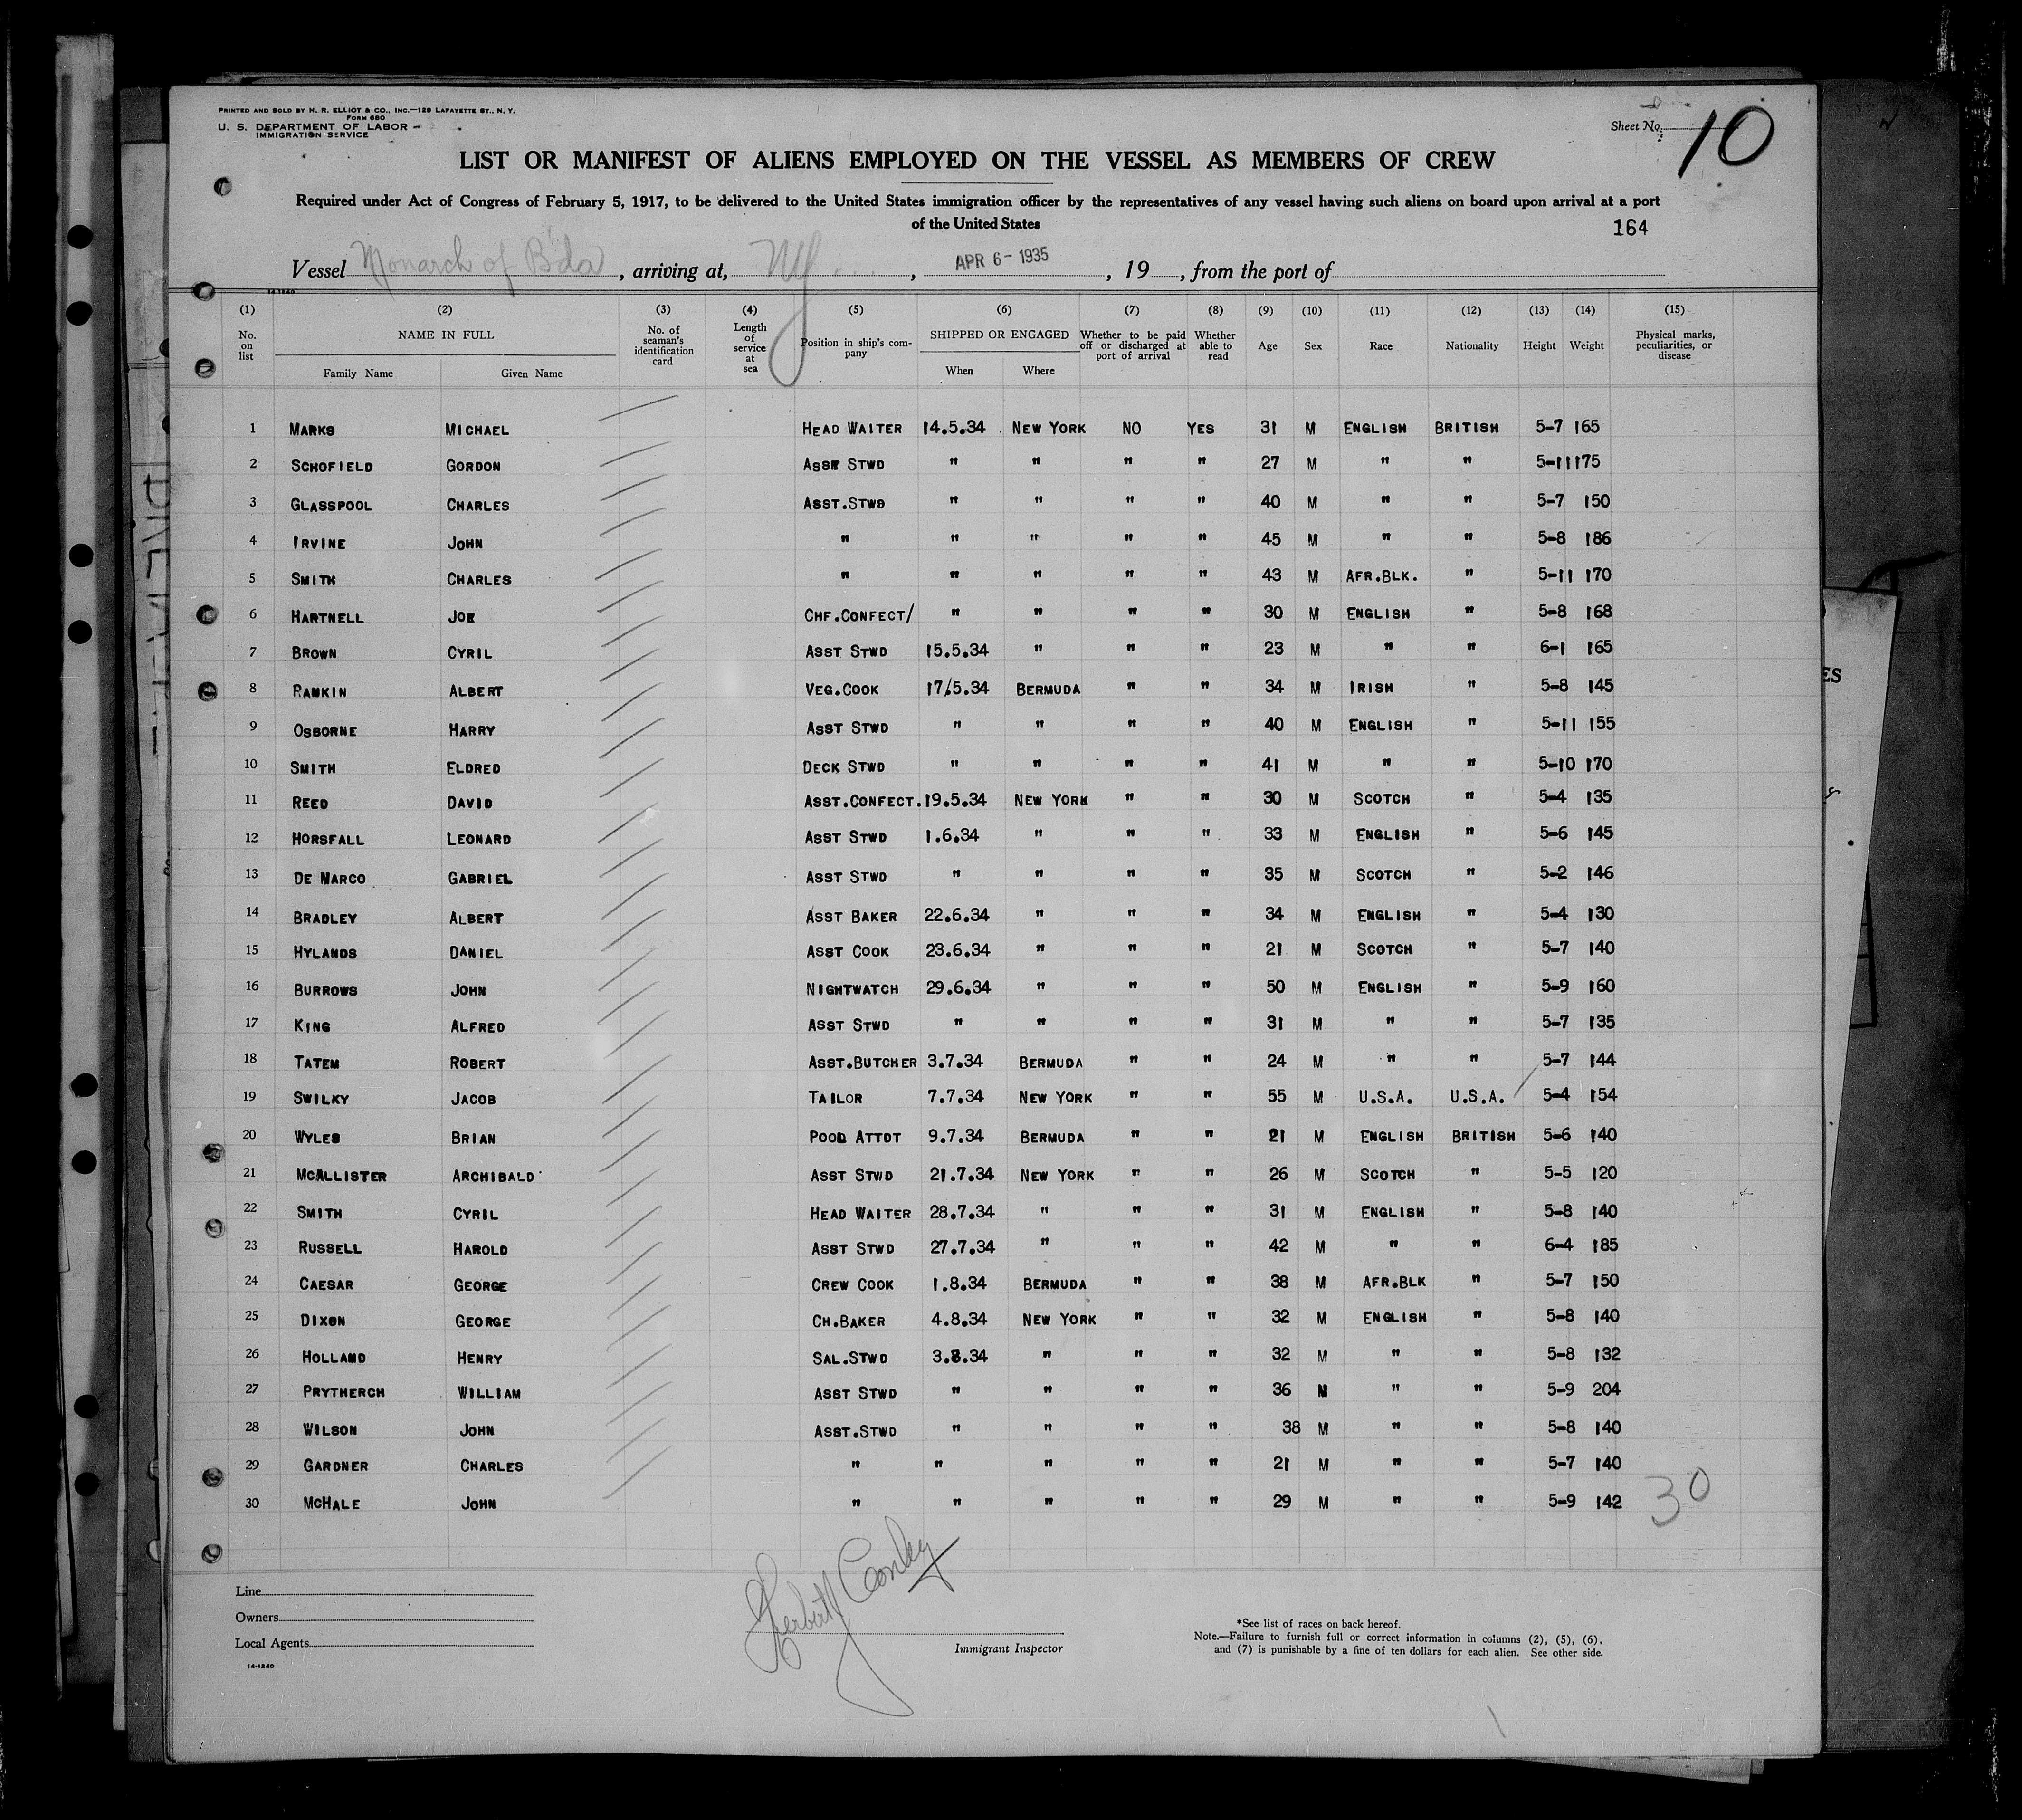 PRINTED AND SOLD BY H. R. ELLIOT & CO., INC.—129 LAFAYETTE ST., N. Y.
FORM 680
U. S. DEPARTMENT OF LABOR
IMMIGRATION SERVICE
Sheet No. 10
LIST OR MANIFEST OF ALIENS EMPLOYED ON THE VESSEL AS MEMBERS OF CREW
Required under Act of Congress of February 5, 1917, to be delivered to the United States immigration officer by the representatives of any vessel having such aliens on board upon arrival at a port
of the United States
164
Vessel Monarch of Bda, arriving at, NY, APR 6- 1935, 19, from the port of
14-1240
(1) (2) (3) (4) (5) (6) (7) (8) (9) (10) (11) (12) (13) (14) (15)
No. on list NAME IN FULL Family Name Given Name No. of seaman's identification card Length of service at sea Position in ship's company SHIPPED OR ENGAGED When Where Whether to be paid off or discharged at port of arrival Whether able to read Age Sex Race Nationality Height Weight Physical marks, peculiarities, or disease
1 MARKS MICHAEL HEAD WAITER 14.5.34 NEW YORK NO YES 31 M ENGLISH BRITISH 5-7 165
2 SCHOFIELD GORDON ASST STWD " " " " 27 M " " 5-11 175
3 GLASSPOOL CHARLES ASST.STWD " " " " 40 M " " 5-7 150
4 IRVINE JOHN " " " " " 45 M " " 5-8 186
5 SMITH CHARLES " " " " " 43 M AFR.BLK. " 5-11 170
6 HARTNELL JOE CHF.CONFECT/ " " " " 30 M ENGLISH " 5-8 168
7 BROWN CYRIL ASST STWD 15.5.34 " " " 23 M " " 6-1 165
8 RANKIN ALBERT VEG.COOK 17/5.34 BERMUDA " " 34 M IRISH " 5-8 145
9 OSBORNE HARRY ASST STWD " " " " 40 M ENGLISH " 5-11 155
10 SMITH ELDRED DECK STWD " " " " 41 M " " 5-10 170
11 REED DAVID ASST.CONFECT. 19.5.34 NEW YORK " " 30 M SCOTCH " 5-4 135
12 HORSFALL LEONARD ASST STWD 1.6.34 " " " 33 M ENGLISH " 5-6 145
13 DE MARCO GABRIEL ASST STWD " " " " 35 M SCOTCH " 5-2 146
14 BRADLEY ALBERT ASST BAKER 22.6.34 " " " 34 M ENGLISH " 5-4 130
15 HYLANDS DANIEL ASST COOK 23.6.34 " " " 21 M SCOTCH " 5-7 140
16 BURROWS JOHN NIGHTWATCH 29.6.34 " " " 50 M ENGLISH " 5-9 160
17 KING ALFRED ASST STWD " " " " 31 M " " 5-7 135
18 TATEM ROBERT ASST.BUTCHER 3.7.34 BERMUDA " " 24 M " " 5-7 144
19 SWILKY JACOB TAILOR 7.7.34 NEW YORK " " 55 M U.S.A. U.S.A. 5-4 154
20 WYLES BRIAN POOL ATTDT 9.7.34 BERMUDA " " 21 M ENGLISH BRITISH 5-6 140
21 MCALLISTER ARCHIBALD ASST STWD 21.7.34 NEW YORK " " 26 M SCOTCH " 5-5 120
22 SMITH CYRIL HEAD WAITER 28.7.34 " " " 31 M ENGLISH " 5-8 140
23 RUSSELL HAROLD ASST STWD 27.7.34 " " " 42 M " " 6-4 185
24 CAESAR GEORGE CREW COOK 1.8.34 BERMUDA " " 38 M AFR.BLK " 5-7 150
25 DIXON GEORGE CH.BAKER 4.8.34 NEW YORK " " 32 M ENGLISH " 5-8 140
26 HOLLAND HENRY SAL.STWD 3.8.34 " " " 32 M " " 5-8 132
27 PRYTHERCH WILLIAM ASST STWD " " " " 36 M " " 5-9 204
28 WILSON JOHN ASST.STWD " " " " 38 M " " 5-8 140
29 GARDNER CHARLES " " " " " 21 M " " 5-7 140
30 MCHALE JOHN " " " " " 29 M " " 5-9 142
30
Line
Owners
Local Agents
14-1240
Immigrant Inspector
*See list of races on back hereof.
Note.—Failure to furnish full or correct information in columns (2), (5), (6),
and (7) is punishable by a fine of ten dollars for each alien. See other side.
ES